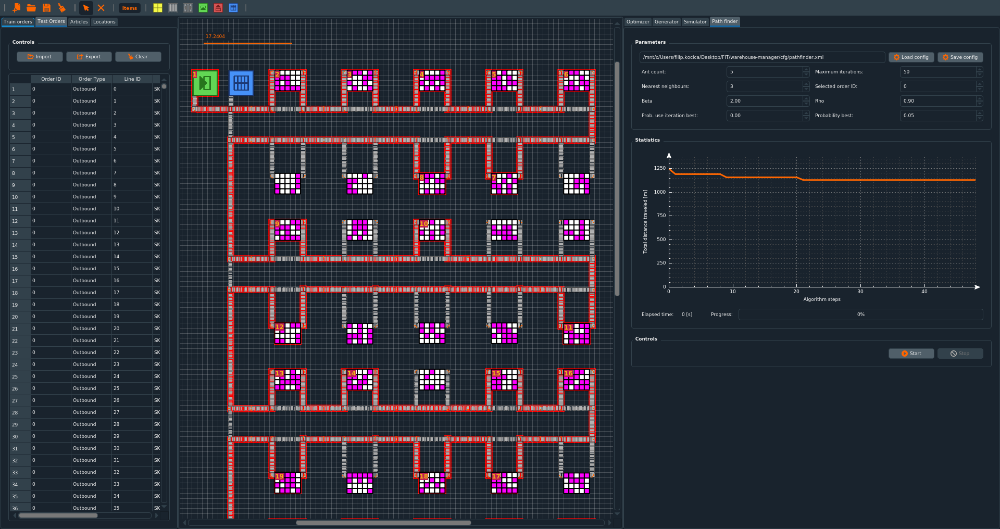 Items
Train orders Test Orders Articles Locations
Controls
Import Export Clear
Order ID Order Type Line ID
1 0 Outbound 0 SK
2 0 Outbound 1 SK
3 0 Outbound 2 SK
4 0 Outbound 3 SK
5 0 Outbound 4 SK
6 0 Outbound 5 SK
7 0 Outbound 6 SK
8 0 Outbound 7 SK
9 0 Outbound 8 SK
10 0 Outbound 9 SK
11 0 Outbound 10 SK
12 0 Outbound 11 SK
13 0 Outbound 12 SK
14 0 Outbound 13 SK
15 0 Outbound 14 SK
16 0 Outbound 15 SK
17 0 Outbound 16 SK
18 0 Outbound 17 SK
19 0 Outbound 18 SK
20 0 Outbound 19 SK
21 0 Outbound 20 SK
22 0 Outbound 21 SK
23 0 Outbound 22 SK
24 0 Outbound 23 SK
25 0 Outbound 24 SK
26 0 Outbound 25 SK
27 0 Outbound 26 SK
28 0 Outbound 27 SK
29 0 Outbound 28 SK
30 0 Outbound 29 SK
31 0 Outbound 30 SK
32 0 Outbound 31 SK
33 0 Outbound 32 SK
34 0 Outbound 33 SK
35 0 Outbound 34 SK
36 0 Outbound 35 SK
17.2404
1 2 3 4 5 6
8 7
9 10
12 11
13 14 15 16
19 18 17
Optimizer Generator Simulator Path finder
Parameters
/mnt/c/Users/filip.kocica/Desktop/FIT/warehouse-manager/cfg/pathfinder.xml Load config Save config
Ant count: 5 Maximum iterations: 50
Nearest neighbours: 3 Selected order ID: 0
Beta 2.00 Rho 0.90
Prob. use iteration best: 0.00 Probability best: 0.05
Statistics
Total distance traveled [m]
1250
1000
750
500
250
0
0 10 20 30 40
Algorithm steps
Elapsed time: 0 [s] Progress: 0%
Controls
Start Stop